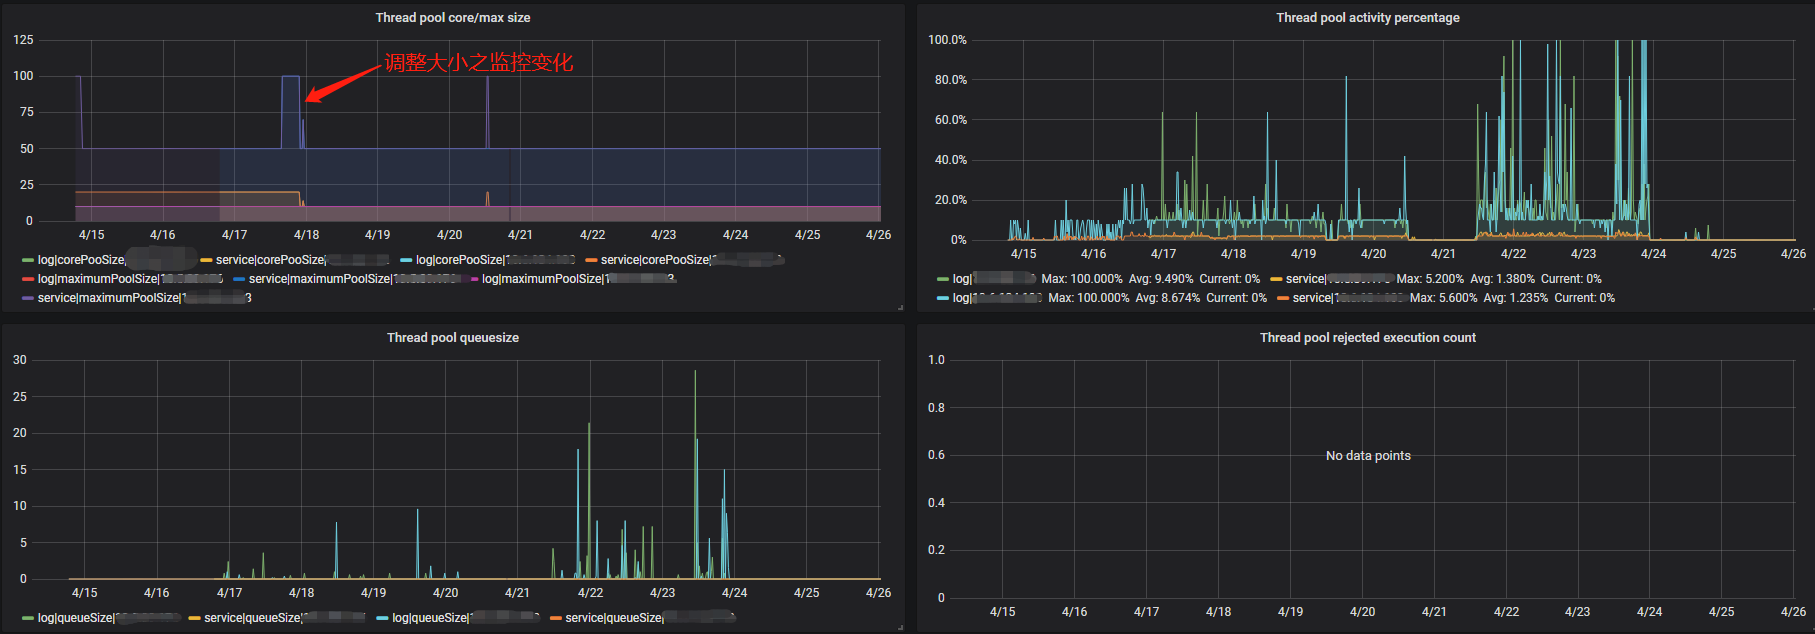 Thread pool core/max size
125
100
75
50
25
0
调整大小之监控变化
4/15 4/16 4/17 4/18 4/19 4/20 4/21 4/22 4/23 4/24 4/25 4/26
log|corePooSize| service|corePoolSize| log|corePoolSize| service|corePoolSize|
log|maximumPoolSize| service|maximumPoolSize| log|maximumPoolSize|
service|maximumPoolSize|
Thread pool activity percentage
100.0%
80.0%
60.0%
40.0%
20.0%
0%
4/15 4/16 4/17 4/18 4/19 4/20 4/21 4/22 4/23 4/24 4/25 4/26
log| Max: 100.000% Avg: 9.490% Current: 0% service| Max: 5.200% Avg: 1.380% Current: 0%
log| Max: 100.000% Avg: 8.674% Current: 0% service| Max: 5.600% Avg: 1.235% Current: 0%
Thread pool queuesize
30
25
20
15
10
5
0
4/15 4/16 4/17 4/18 4/19 4/20 4/21 4/22 4/23 4/24 4/25 4/26
log|queueSize| service|queueSize| log|queueSize| service|queueSize|
Thread pool rejected execution count
1.0
0.8
0.6
0.4
0.2
0
No data points
4/15 4/16 4/17 4/18 4/19 4/20 4/21 4/22 4/23 4/24 4/25 4/26